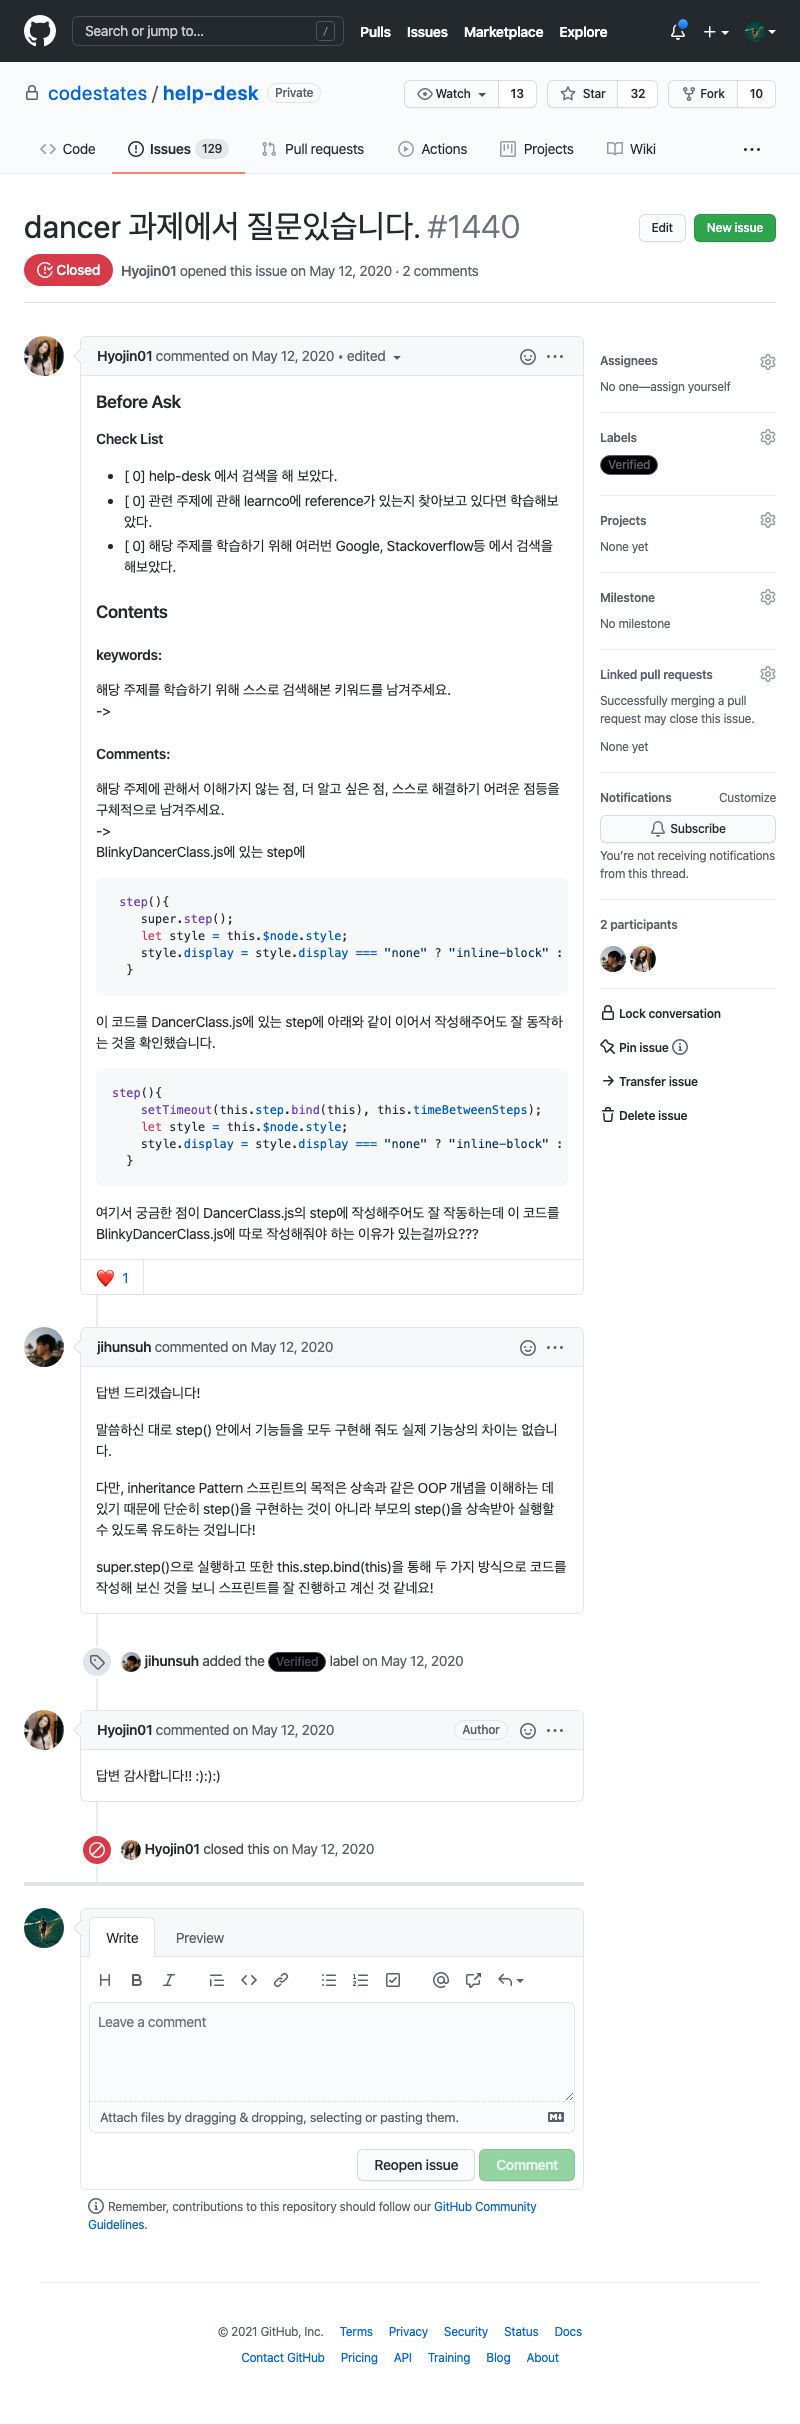 Search or jump to...
/
Pulls Issues Marketplace Explore
codestates / help-desk Private
Watch 13
Star 32
Fork 10
Code
Issues 129
Pull requests
Actions
Projects
Wiki
dancer 과제에서 질문있습니다. #1440
Edit
New issue
Closed
Hyojin01 opened this issue on May 12, 2020 · 2 comments
Hyojin01 commented on May 12, 2020 • edited
Before Ask
Check List
[ 0] help-desk 에서 검색을 해 보았다.
[ 0] 관련 주제에 관해 learnco에 reference가 있는지 찾아보고 있다면 학습해보
았다.
[ 0] 해당 주제를 학습하기 위해 여러번 Google, Stackoverflow등 에서 검색을
해보았다.
Contents
keywords:
해당 주제를 학습하기 위해 스스로 검색해본 키워드를 남겨주세요.
->
Comments:
해당 주제에 관해서 이해가지 않는 점, 더 알고 싶은 점, 스스로 해결하기 어려운 점등을
구체적으로 남겨주세요.
->
BlinkyDancerClass.js에 있는 step에
step(){
super.step();
let style = this.$node.style;
style.display = style.display === "none" ? "inline-block" :
}
이 코드를 DancerClass.js에 있는 step에 아래와 같이 이어서 작성해주어도 잘 동작하
는 것을 확인했습니다.
step(){
setTimeout(this.step.bind(this), this.timeBetweenSteps);
let style = this.$node.style;
style.display = style.display === "none" ? "inline-block" :
}
여기서 궁금한 점이 DancerClass.js의 step에 작성해주어도 잘 작동하는데 이 코드를
BlinkyDancerClass.js에 따로 작성해줘야 하는 이유가 있는걸까요???
❤️ 1
jihunsuh commented on May 12, 2020
답변 드리겠습니다!
말씀하신 대로 step() 안에서 기능들을 모두 구현해 줘도 실제 기능상의 차이는 없습니
다.
다만, inheritance Pattern 스프린트의 목적은 상속과 같은 OOP 개념을 이해하는 데
있기 때문에 단순히 step()을 구현하는 것이 아니라 부모의 step()을 상속받아 실행할
수 있도록 유도하는 것입니다!
super.step()으로 실행하고 또한 this.step.bind(this)을 통해 두 가지 방식으로 코드를
작성해 보신 것을 보니 스프린트를 잘 진행하고 계신 것 같네요!
jihunsuh added the Verified label on May 12, 2020
Hyojin01 commented on May 12, 2020 Author
답변 감사합니다!! :):):)
Hyojin01 closed this on May 12, 2020
Write Preview
Leave a comment
Attach files by dragging & dropping, selecting or pasting them.
Reopen issue
Comment
Remember, contributions to this repository should follow our GitHub Community
Guidelines.
Assignees
No one—assign yourself
Labels
Verified
Projects
None yet
Milestone
No milestone
Linked pull requests
Successfully merging a pull
request may close this issue.
None yet
Notifications Customize
Subscribe
You're not receiving notifications
from this thread.
2 participants
Lock conversation
Pin issue
Transfer issue
Delete issue
© 2021 GitHub, Inc. Terms Privacy Security Status Docs
Contact GitHub Pricing API Training Blog About